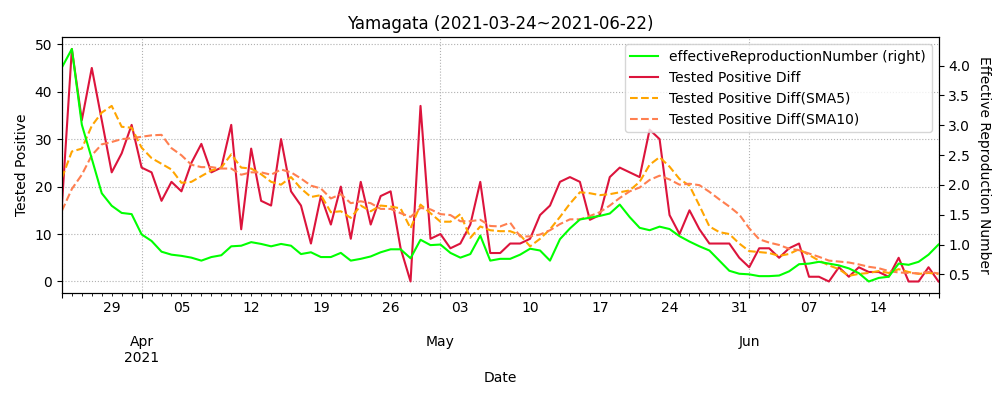 Yamagata (2021-03-24~2021-06-22)
effectiveReproductionNumber (right)
Tested Positive Diff
Tested Positive Diff(SMA5)
Tested Positive Diff(SMA10)
Tested Positive
50
40
30
20
10
0
4.0
3.5
3.0
2.5
2.0
1.5
1.0
0.5
Effective Reproduction Number
29 05 12 19 26 03 10 17 24 31 07 14
Apr May Jun
2021
Date